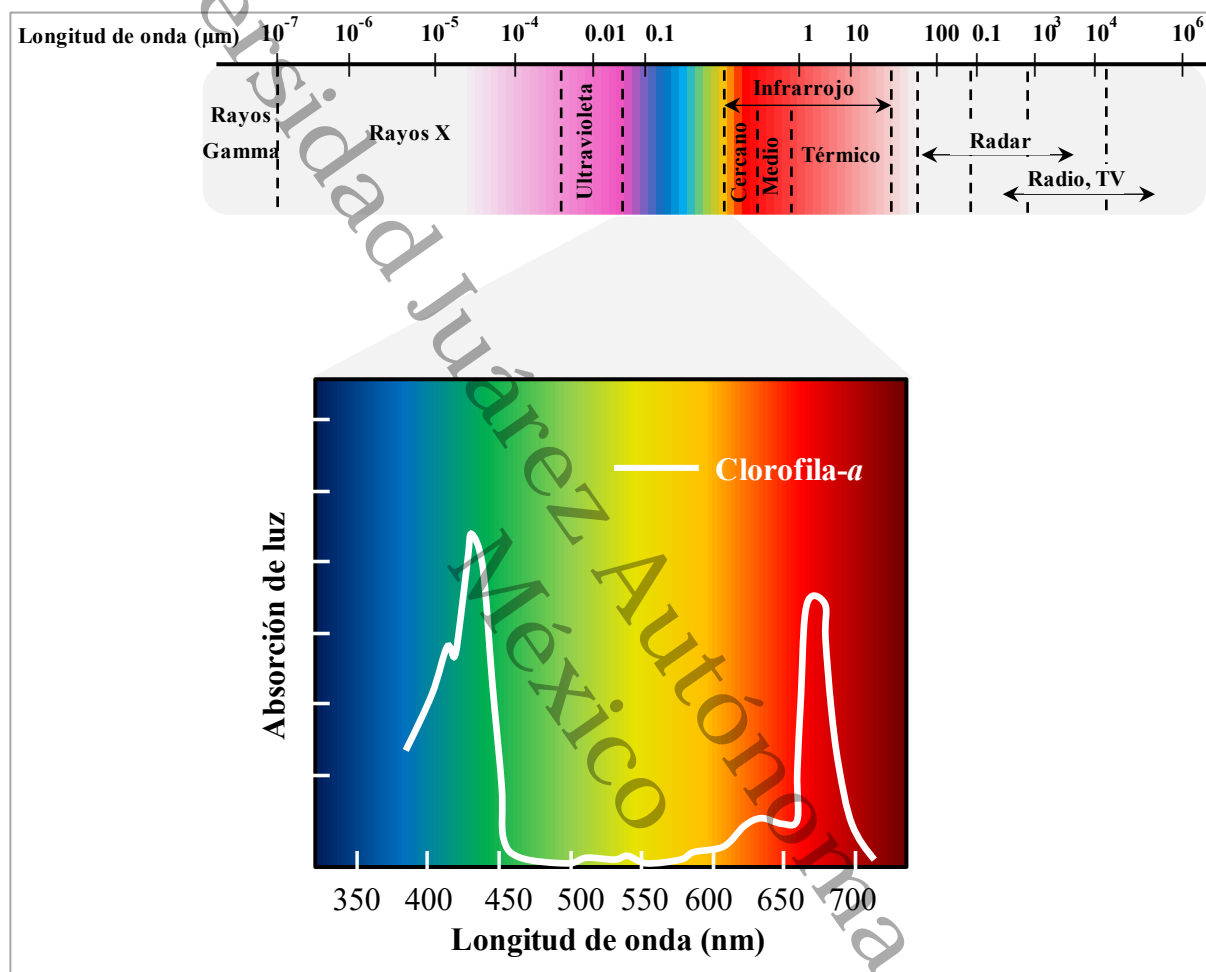 Longitud de onda (µm) 10⁻⁷ 10⁻⁶ 10⁻⁵ 10⁻⁴ 0.01 0.1 1 10 100 0.1 10³ 10⁴ 10⁶
Rayos
Gamma
Rayos X
Ultravioleta
Infrarrojo
Cercano
Medio
Térmico
Radar
Radio, TV
Clorofila-a
Absorción de luz
350 400 450 500 550 600 650 700
Longitud de onda (nm)
ersidad Juárez Autónoma
México